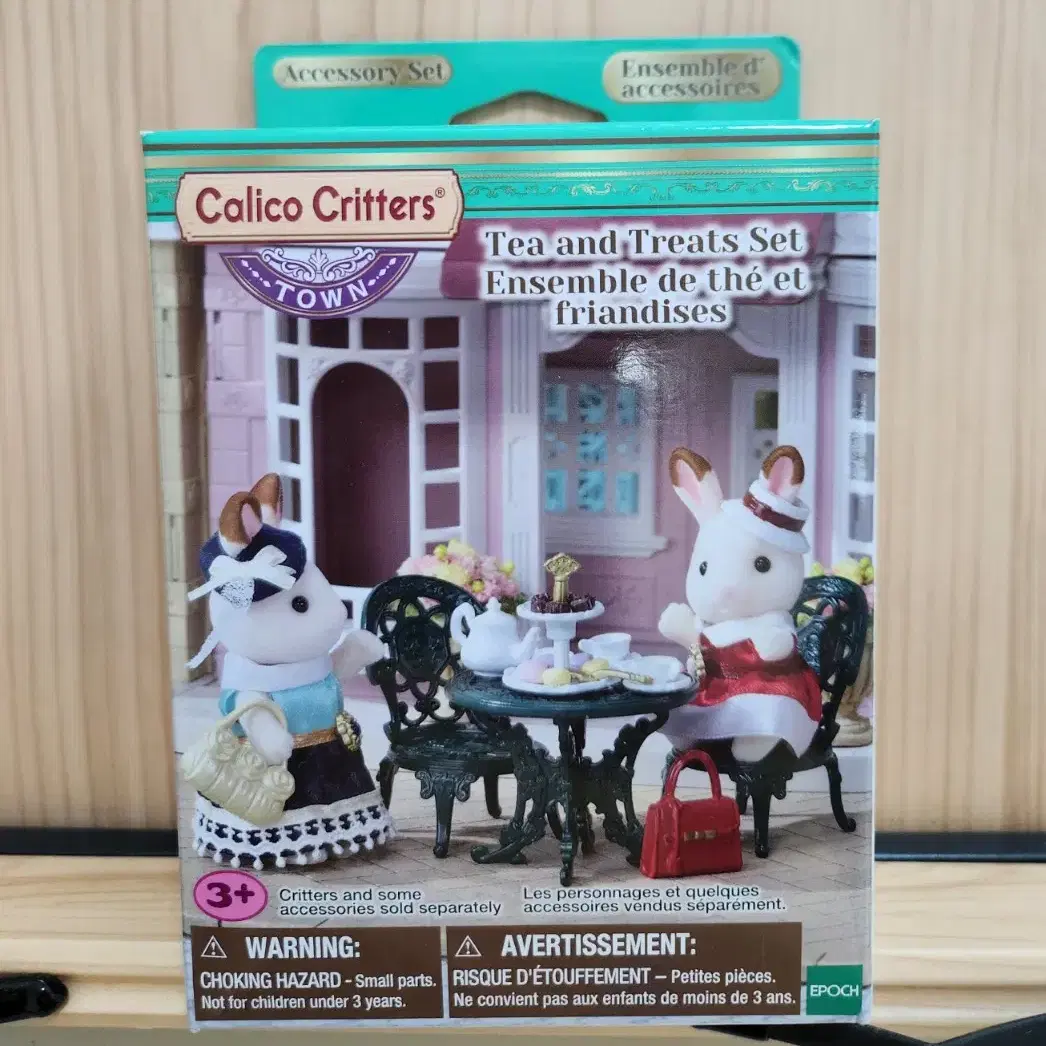 Accessory Set
Ensemble d'
accessoires
Calico Critters®
TOWN
Tea and Treats Set
Ensemble de thé et
friandises
3+
Critters and some
accessories sold separately
Les personnages et quelques
accessoires vendus séparément.
WARNING:
CHOKING HAZARD - Small parts.
Not for children under 3 years.
AVERTISSEMENT:
RISQUE D'ÉTOUFFEMENT – Petites pièces.
Ne convient pas aux enfants de moins de 3 ans.
EPOCH